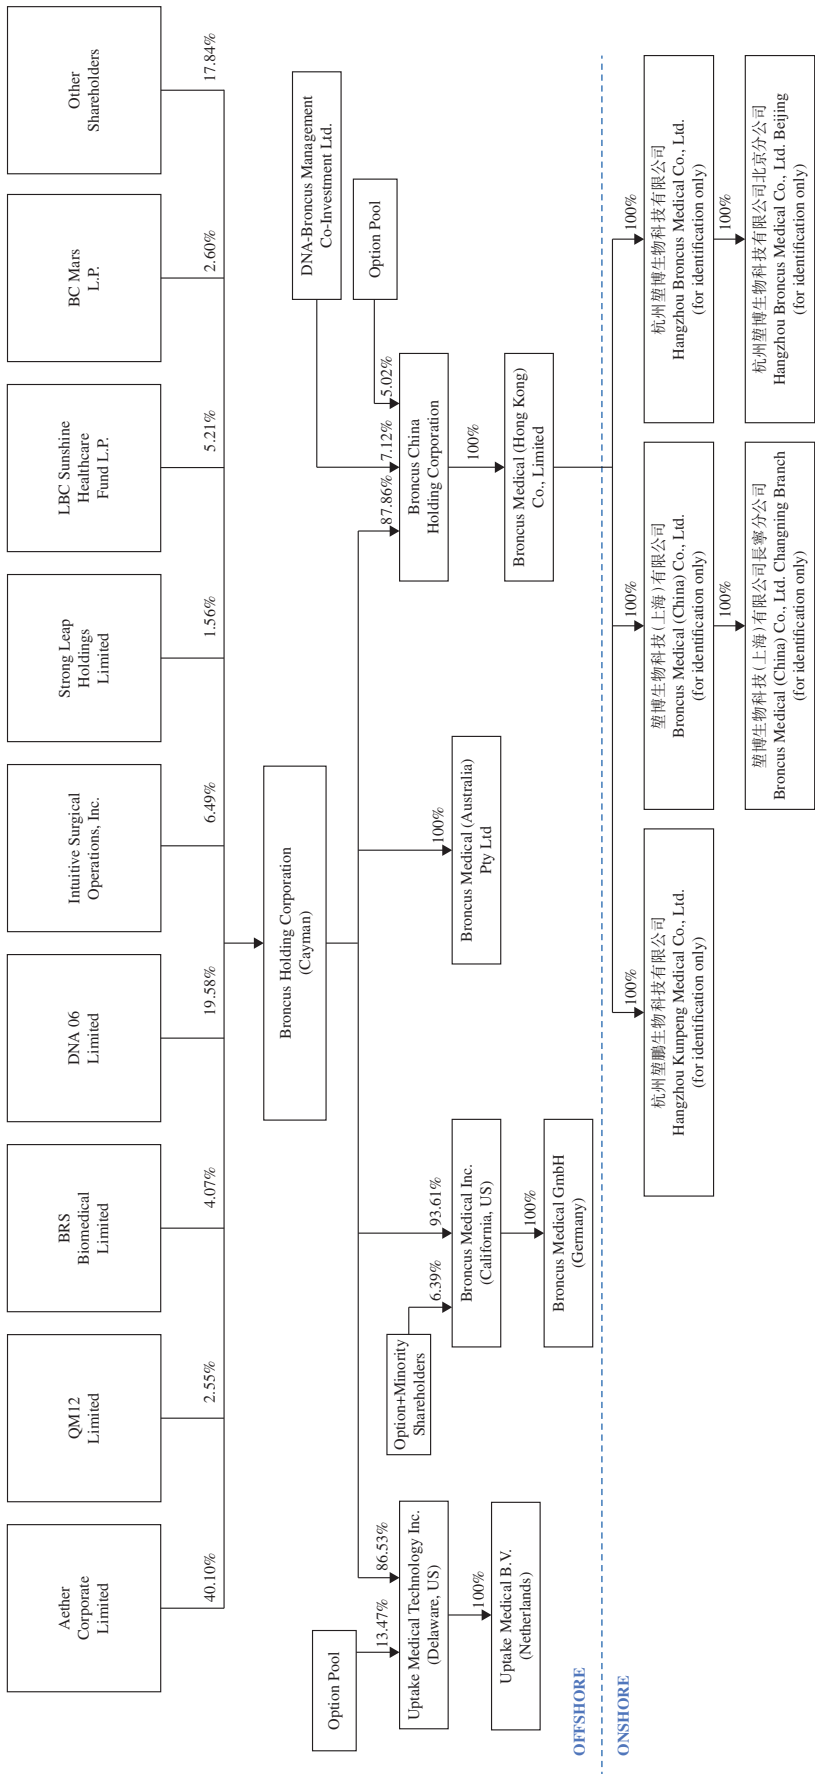 Aether
Corporate
Limited
40.10%
QM12
Limited
2.55%
BRS
Biomedical
Limited
4.07%
DNA 06
Limited
19.58%
Intuitive Surgical
Operations, Inc.
6.49%
Strong Leap
Holdings
Limited
1.56%
LBC Sunshine
Healthcare
Fund L.P.
5.21%
BC Mars
L.P.
2.60%
Other
Shareholders
17.84%
Broncus Holding Corporation
(Cayman)
Option Pool
13.47%
86.53%
Uptake Medical Technology Inc.
(Delaware, US)
100%
Uptake Medical B.V.
(Netherlands)
Option+Minority
Shareholders
6.39%
93.61%
Broncus Medical Inc.
(California, US)
100%
Broncus Medical GmbH
(Germany)
100%
Broncus Medical (Australia)
Pty Ltd
DNA-Broncus Management
Co-Investment Ltd.
Option Pool
87.86%
7.12%
5.02%
Broncus China
Holding Corporation
100%
Broncus Medical (Hong Kong)
Co., Limited
OFFSHORE
ONSHORE
100%
杭州堃鵬生物科技有限公司
Hangzhou Kunpeng Medical Co., Ltd.
(for identification only)
100%
堃博生物科技(上海)有限公司
Broncus Medical (China) Co., Ltd.
(for identification only)
100%
堃博生物科技(上海)有限公司長寧分公司
Broncus Medical (China) Co., Ltd. Changning Branch
(for identification only)
100%
杭州堃博生物科技有限公司
Hangzhou Broncus Medical Co., Ltd.
(for identification only)
100%
杭州堃博生物科技有限公司北京分公司
Hangzhou Broncus Medical Co., Ltd. Beijing
(for identification only)